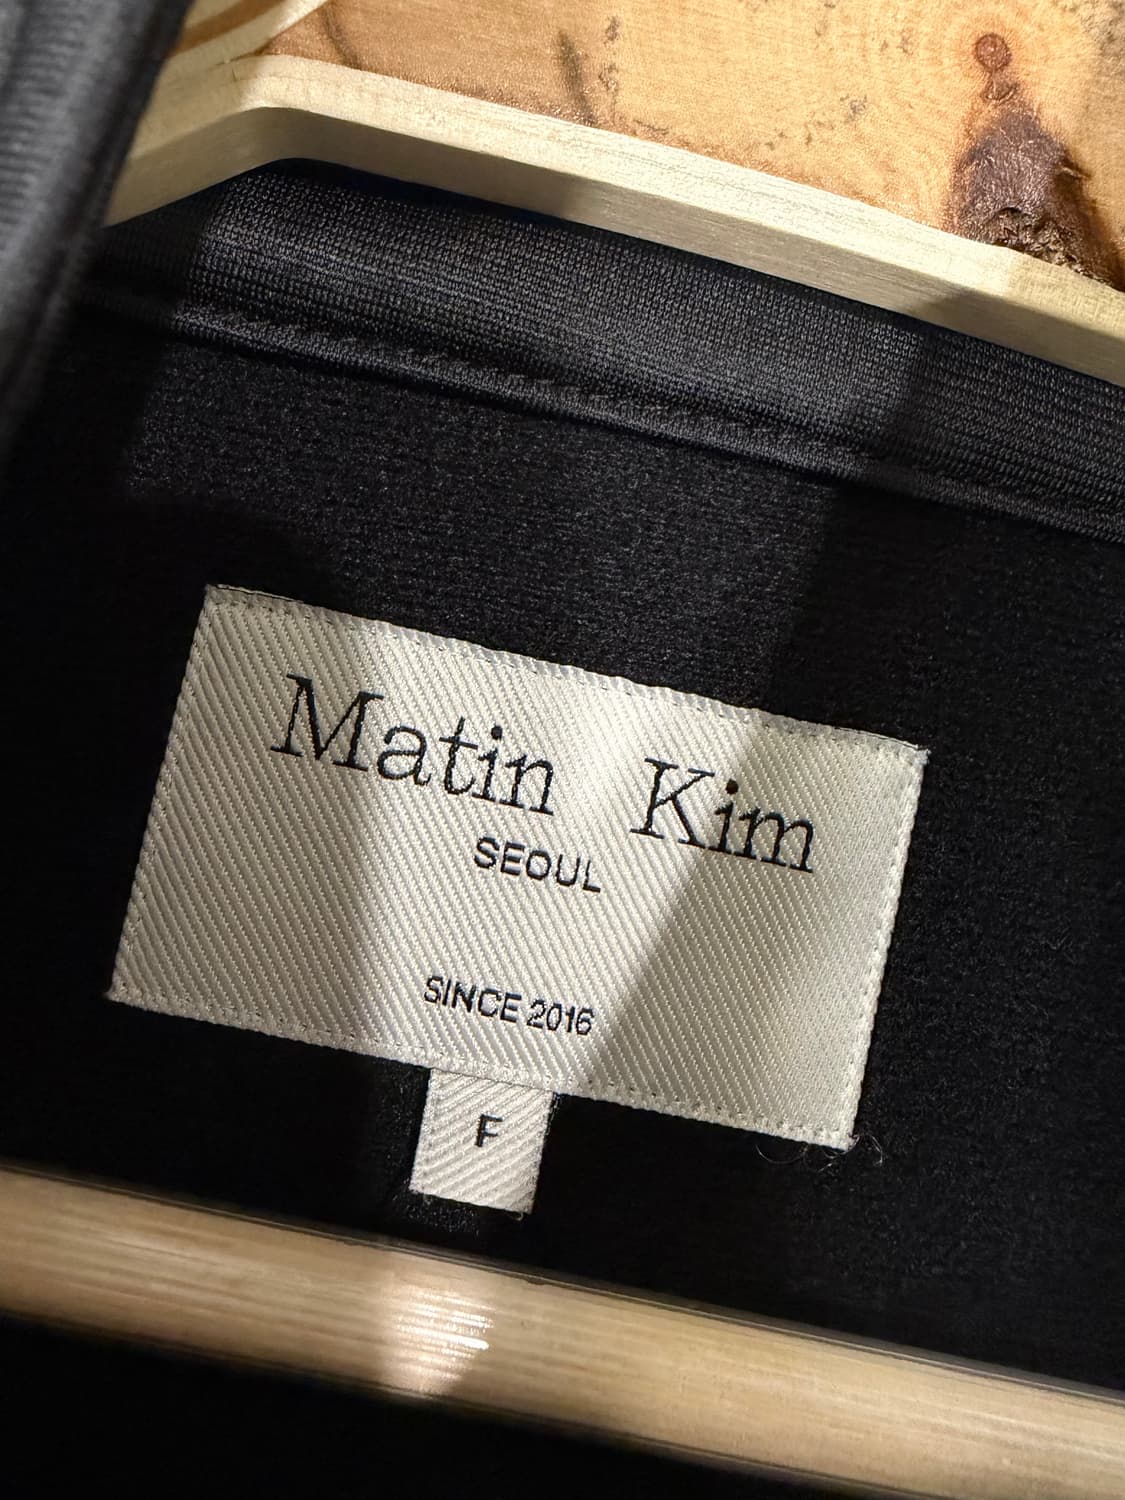 Matin Kim
SEOUL
SINCE 2016
F